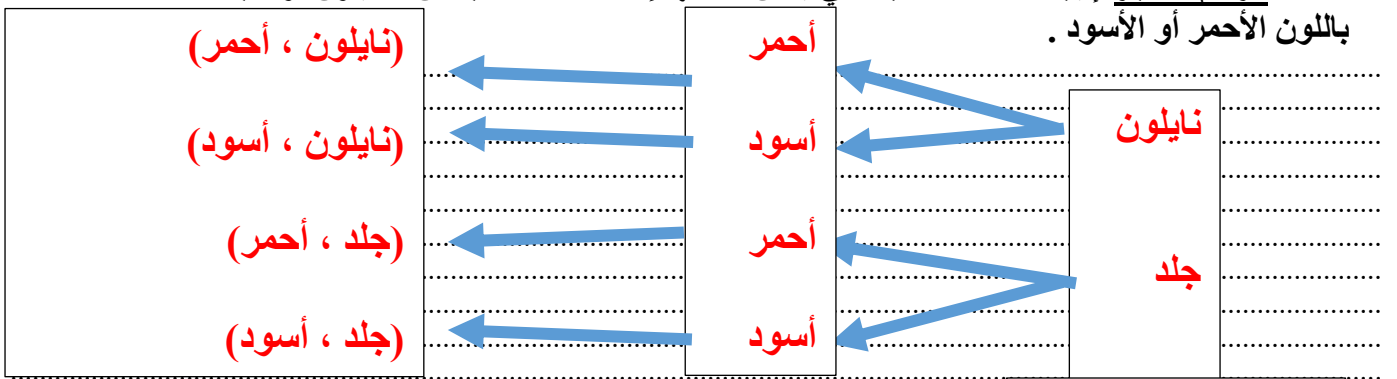 باللون الأحمر أو الأسود .
نايلون
جلد
أحمر
أسود
أحمر
أسود
(نايلون ، أحمر)
(نايلون ، أسود)
(جلد ، أحمر)
(جلد ، أسود)